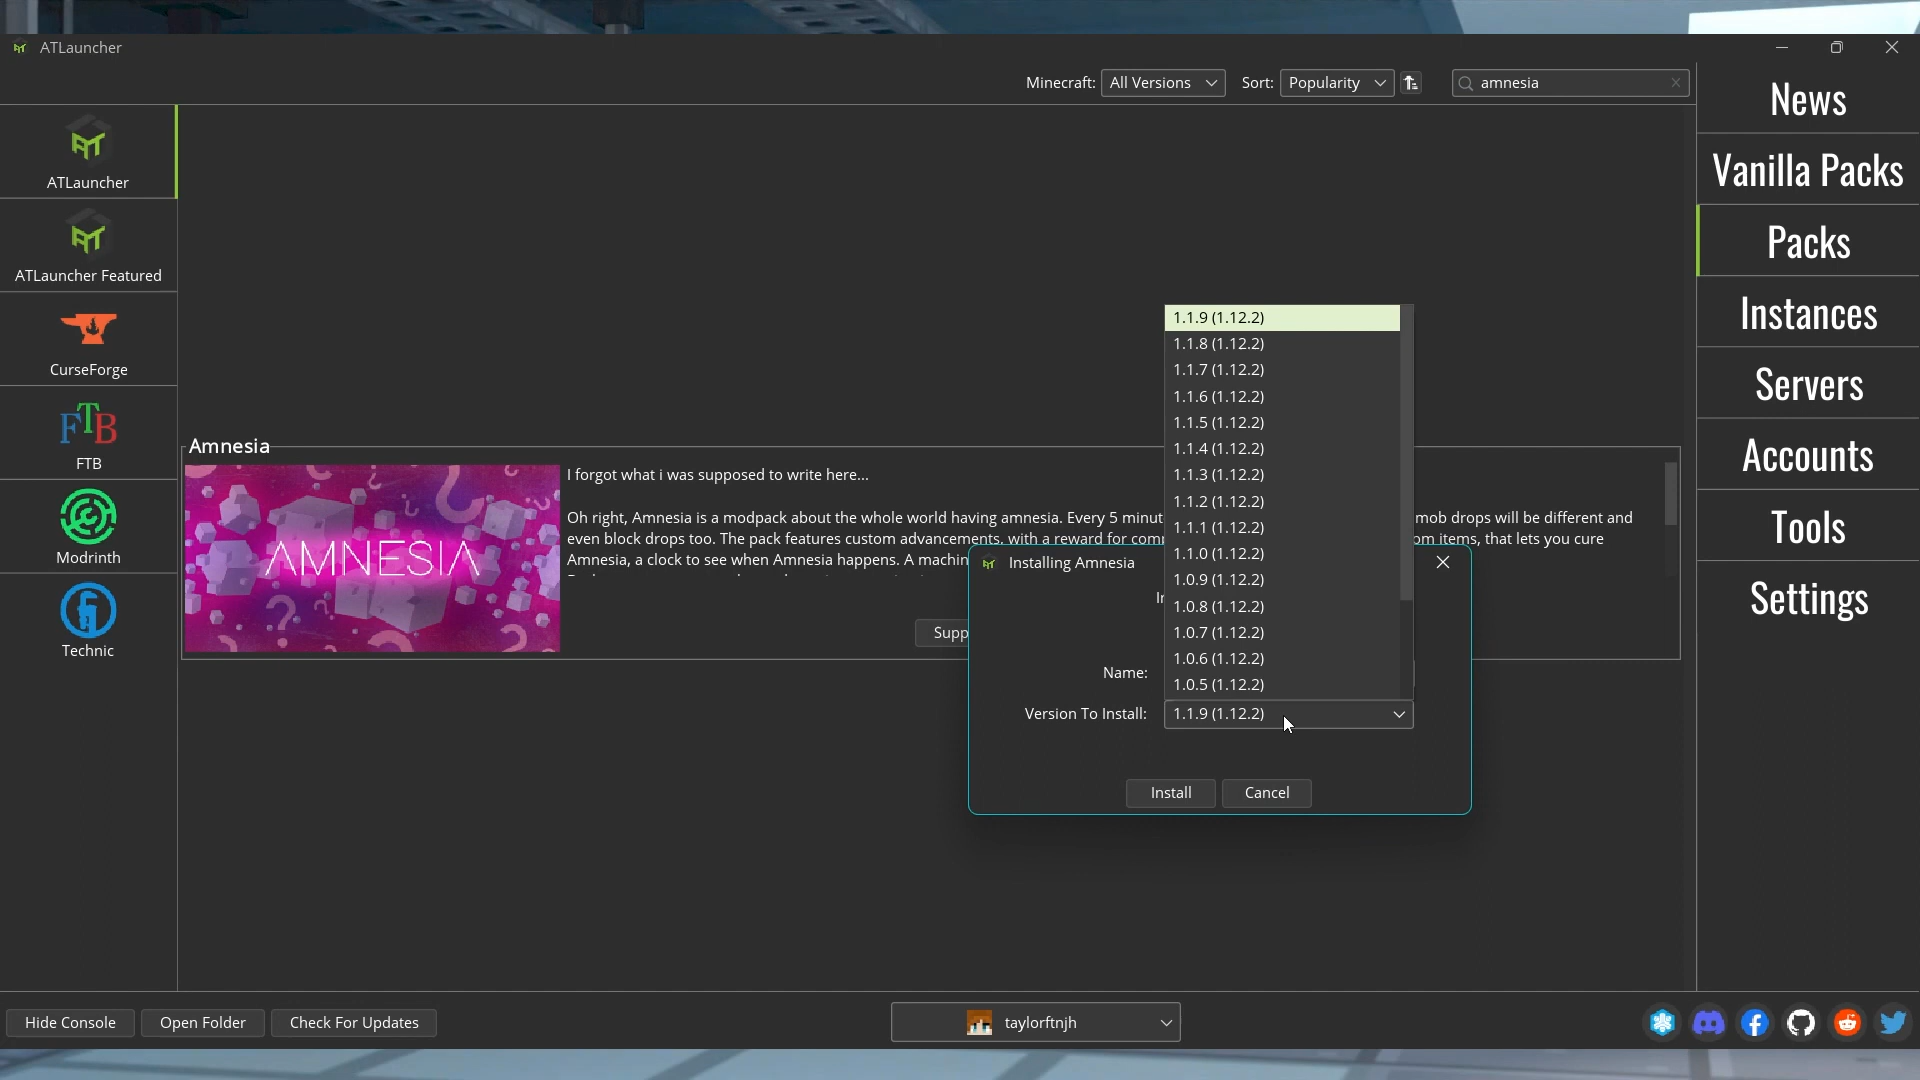 ATLauncher
Minecraft: All Versions Sort: Popularity amnesia
ATLauncher
ATLauncher Featured
CurseForge
FTB
FTB
Modrinth
Technic
Amnesia
AMNESIA
I forgot what i was supposed to write here...
Oh right, Amnesia is a modpack about the whole world having amnesia. Every 5 minut mob drops will be different and
even block drops too. The pack features custom advancements, with a reward for comp om items, that lets you cure
Amnesia, a clock to see when Amnesia happens. A machin
Supp
1.1.9 (1.12.2)
1.1.8 (1.12.2)
1.1.7 (1.12.2)
1.1.6 (1.12.2)
1.1.5 (1.12.2)
1.1.4 (1.12.2)
1.1.3 (1.12.2)
1.1.2 (1.12.2)
1.1.1 (1.12.2)
1.1.0 (1.12.2)
1.0.9 (1.12.2)
1.0.8 (1.12.2)
1.0.7 (1.12.2)
1.0.6 (1.12.2)
1.0.5 (1.12.2)
Installing Amnesia
Name:
Version To Install: 1.1.9 (1.12.2)
Install Cancel
News
Vanilla Packs
Packs
Instances
Servers
Accounts
Tools
Settings
Hide Console Open Folder Check For Updates taylorftnjh